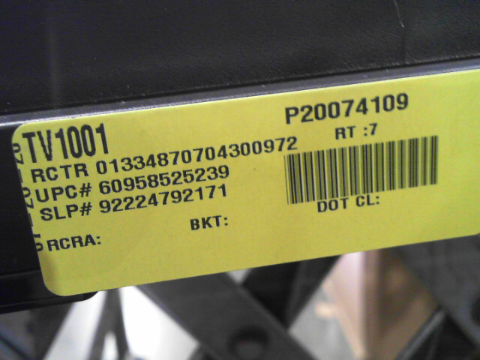 P20074109
TV1001
RT :7
RCTR 01334870704300972
UPC# 60958525239
SLP# 92224792171
DOT CL:
BKT:
RCRA: